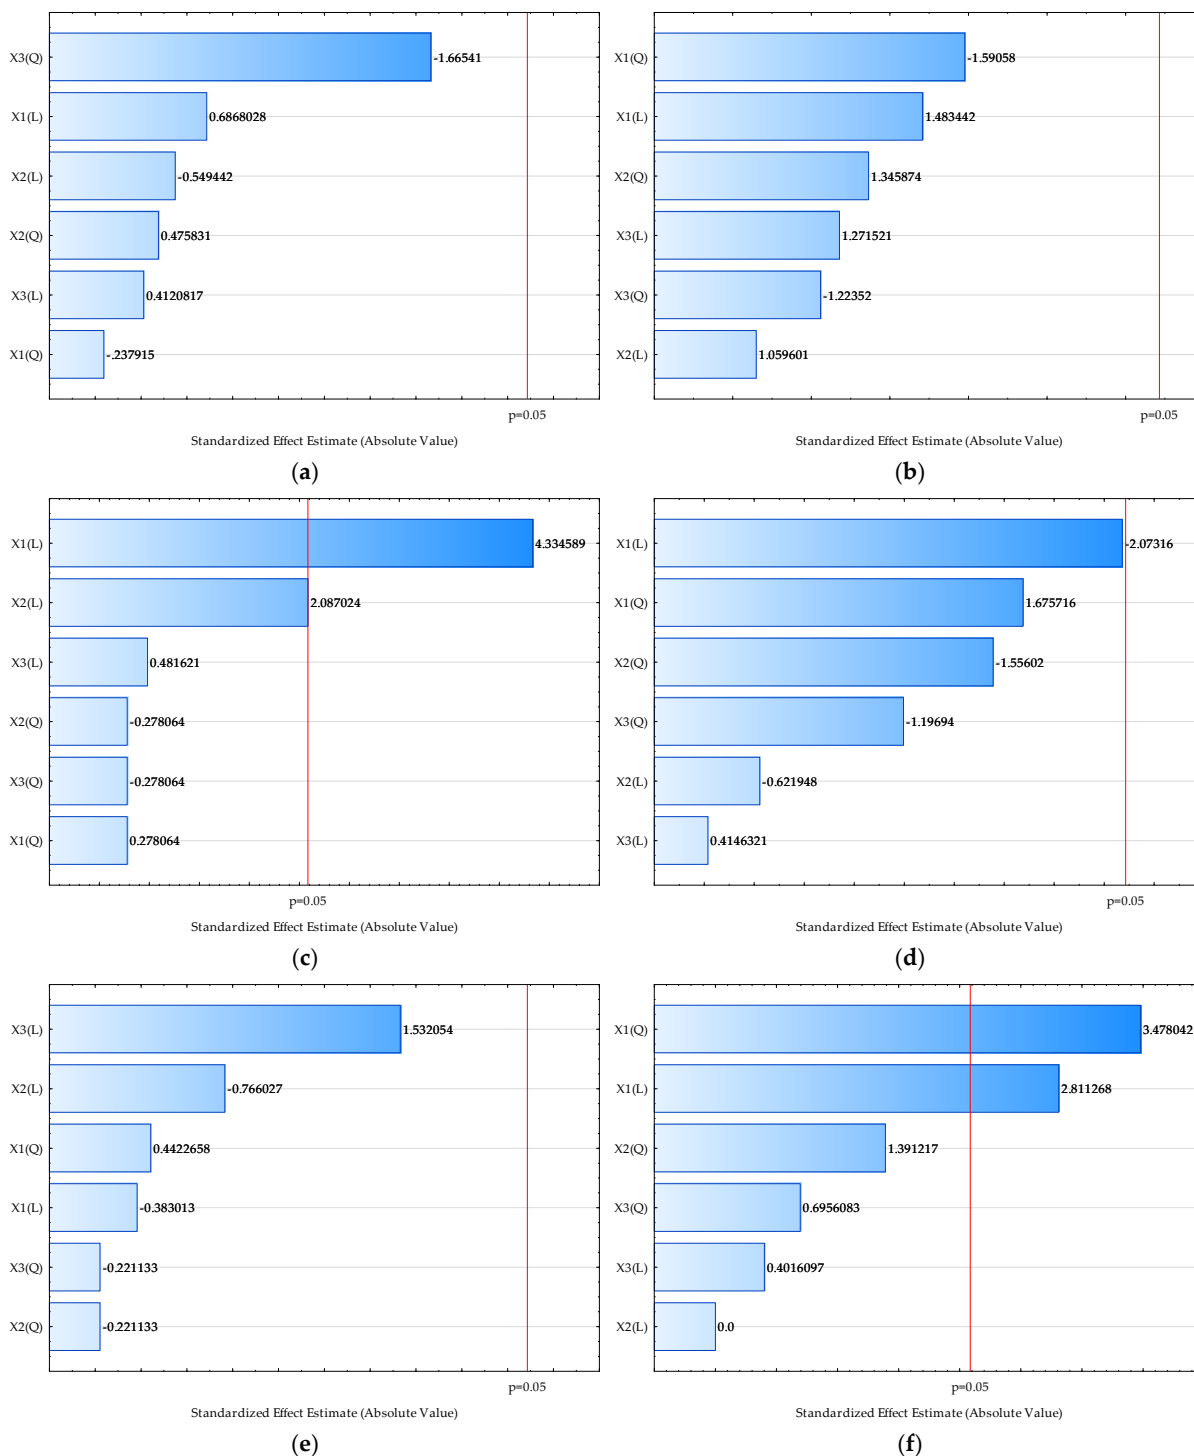 X3(Q)
-1.66541
X1(L)
0.6868028
X2(L)
-0.549442
X2(Q)
0.475831
X3(L)
0.4120817
X1(Q)
-.237915
p=0.05
Standardized Effect Estimate (Absolute Value)
(a)
X1(Q)
-1.59058
X1(L)
1.483442
X2(Q)
1.345874
X3(L)
1.271521
X3(Q)
-1.22352
X2(L)
1.059601
p=0.05
Standardized Effect Estimate (Absolute Value)
(b)
X1(L)
4.334589
X2(L)
2.087024
X3(L)
0.481621
X2(Q)
-0.278064
X3(Q)
-0.278064
X1(Q)
0.278064
p=0.05
Standardized Effect Estimate (Absolute Value)
(c)
X1(L)
-2.07316
X1(Q)
1.675716
X2(Q)
-1.55602
X3(Q)
-1.19694
X2(L)
-0.621948
X3(L)
0.4146321
p=0.05
Standardized Effect Estimate (Absolute Value)
(d)
X3(L)
1.532054
X2(L)
-0.766027
X1(Q)
0.4422658
X1(L)
-0.383013
X3(Q)
-0.221133
X2(Q)
-0.221133
p=0.05
Standardized Effect Estimate (Absolute Value)
(e)
X1(Q)
3.478042
X1(L)
2.811268
X2(Q)
1.391217
X3(Q)
0.6956083
X3(L)
0.4016097
X2(L)
0.0
p=0.05
Standardized Effect Estimate (Absolute Value)
(f)